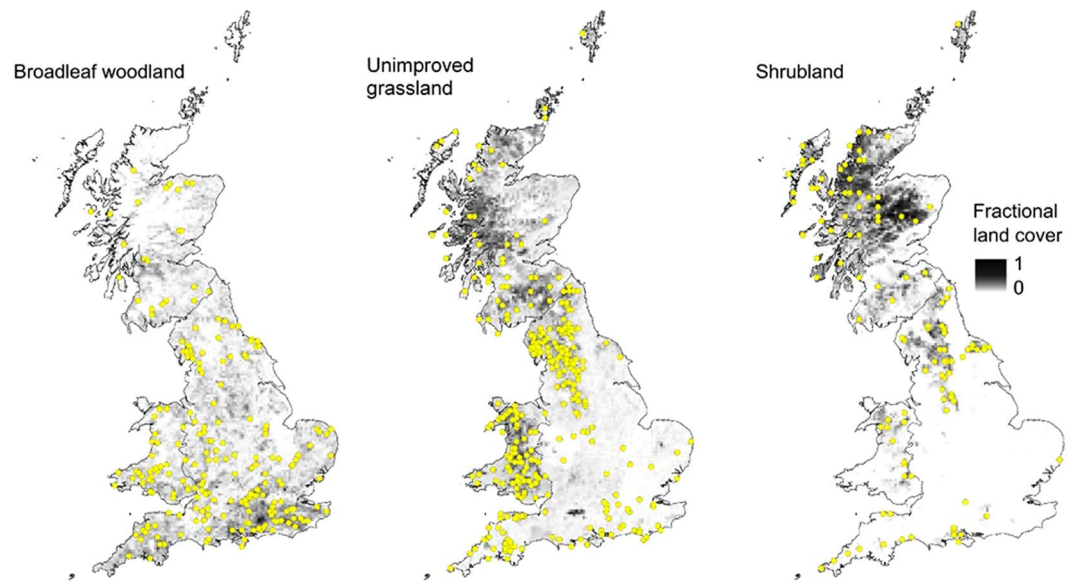 Broadleaf woodland
Unimproved
grassland
Shrubland
Fractional
land cover
1
0